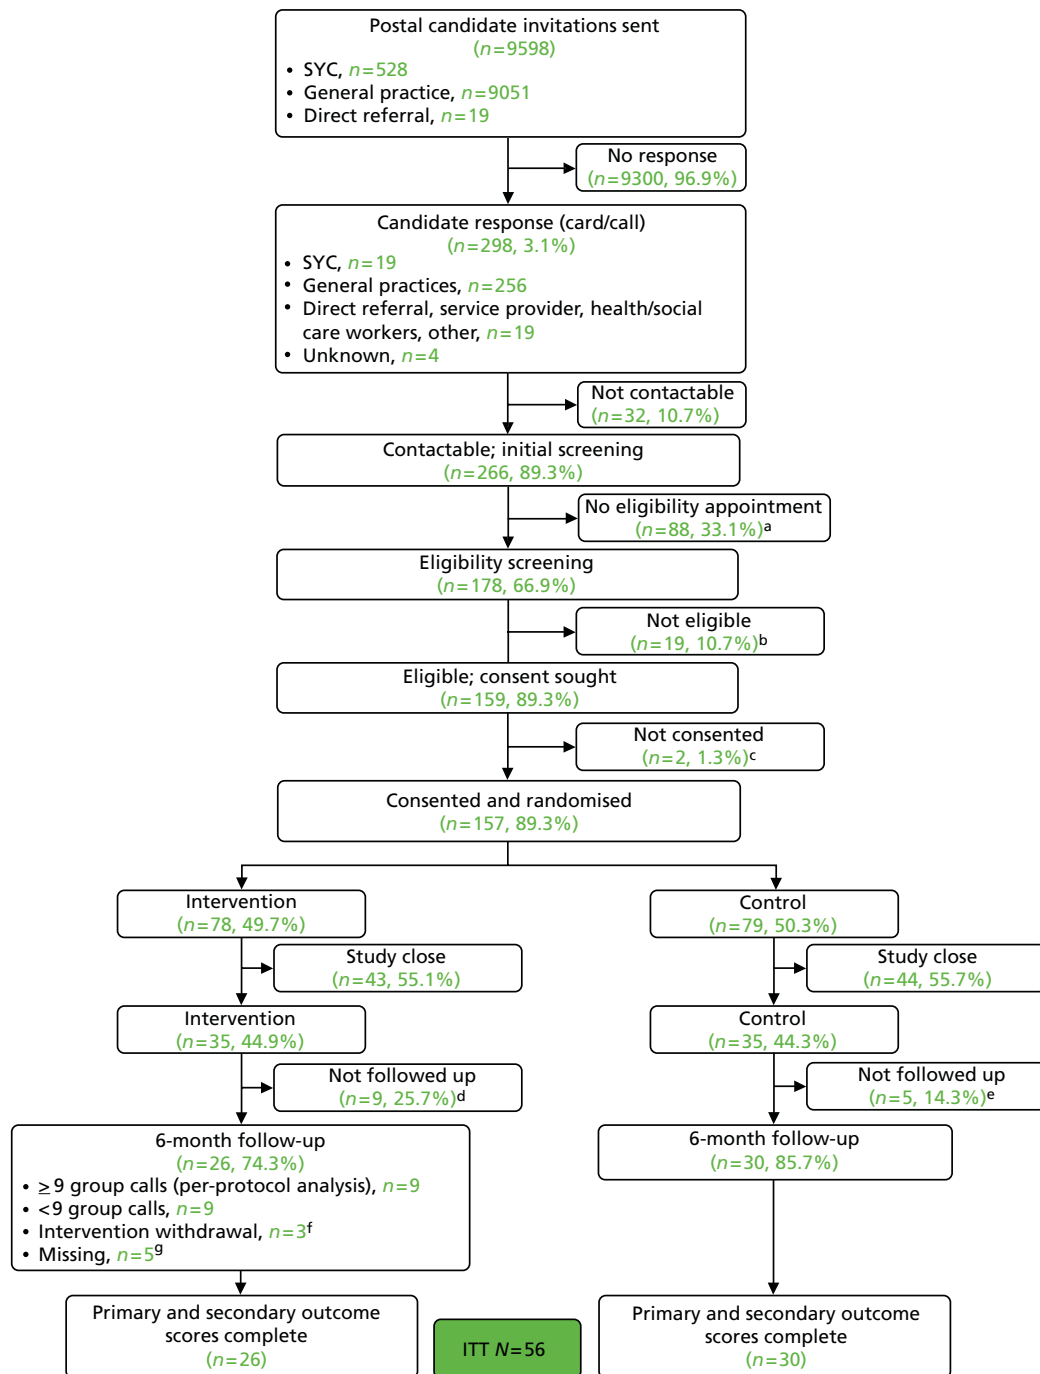 Postal candidate invitations sent
(n=9598)
• SYC, n=528
• General practice, n=9051
• Direct referral, n=19
No response
(n=9300, 96.9%)
Candidate response (card/call)
(n=298, 3.1%)
• SYC, n=19
• General practices, n=256
• Direct referral, service provider, health/social
care workers, other, n=19
• Unknown, n=4
Not contactable
(n=32, 10.7%)
Contactable; initial screening
(n=266, 89.3%)
No eligibility appointment
(n=88, 33.1%)a
Eligibility screening
(n=178, 66.9%)
Not eligible
(n=19, 10.7%)b
Eligible; consent sought
(n=159, 89.3%)
Not consented
(n=2, 1.3%)c
Consented and randomised
(n=157, 89.3%)
Intervention
(n=78, 49.7%)
Control
(n=79, 50.3%)
Study close
(n=43, 55.1%)
Study close
(n=44, 55.7%)
Intervention
(n=35, 44.9%)
Control
(n=35, 44.3%)
Not followed up
(n=9, 25.7%)d
Not followed up
(n=5, 14.3%)e
6-month follow-up
(n=26, 74.3%)
• ≥9 group calls (per-protocol analysis), n=9
• <9 group calls, n=9
• Intervention withdrawal, n=3f
• Missing, n=5g
6-month follow-up
(n=30, 85.7%)
Primary and secondary outcome
scores complete
(n=26)
ITT N=56
Primary and secondary outcome
scores complete
(n=30)